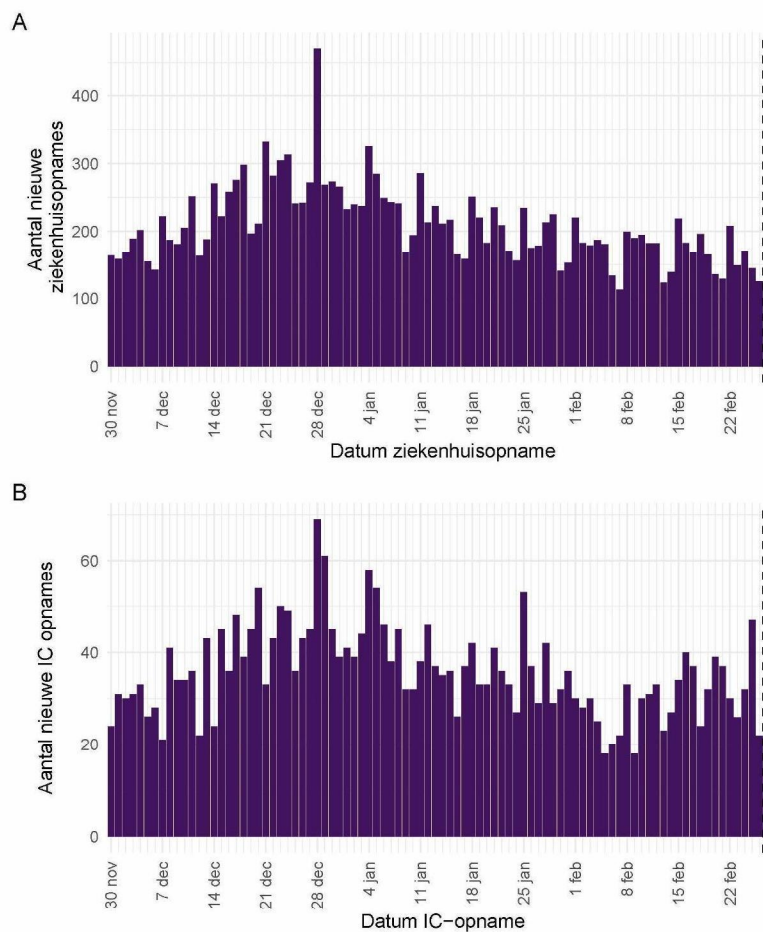 A
Aantal nieuwe
ziekenhuisopnames
400
300
200
100
0
30 nov
7 dec
14 dec
21 dec
28 dec
4 jan
11 jan
18 jan
25 jan
1 feb
8 feb
15 feb
22 feb
Datum ziekenhuisopname
B
Aantal nieuwe IC opnames
60
40
20
0
30 nov
7 dec
14 dec
21 dec
28 dec
4 jan
11 jan
18 jan
25 jan
1 feb
8 feb
15 feb
22 feb
Datum IC−opname